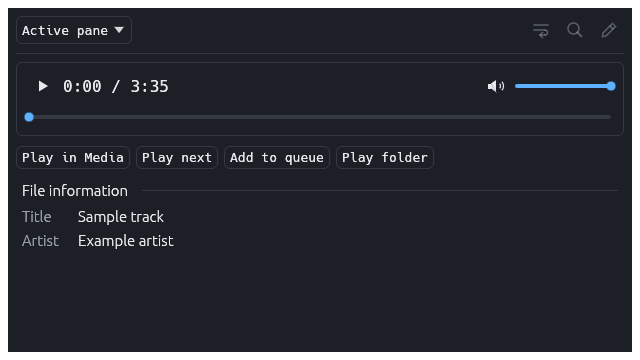 Active pane
0:00 / 3:35
Play in Media Play next Add to queue Play folder
File information
Title Sample track
Artist Example artist